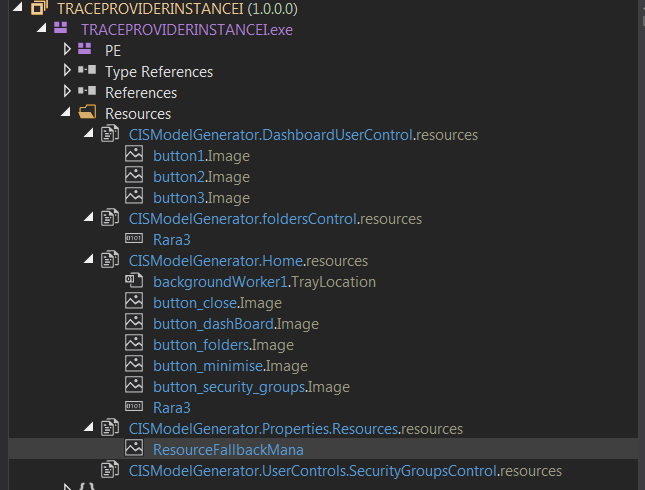 TRACEPROVIDERINSTANCEI (1.0.0.0)
TRACEPROVIDERINSTANCEI.exe
PE
Type References
References
Resources
CISModelGenerator.DashboardUserControl.resources
button1.Image
button2.Image
button3.Image
CISModelGenerator.foldersControl.resources
Rara3
CISModelGenerator.Home.resources
backgroundWorker1.TrayLocation
button_close.Image
button_dashBoard.Image
button_folders.Image
button_minimise.Image
button_security_groups.Image
Rara3
CISModelGenerator.Properties.Resources.resources
ResourceFallbackMana
CISModelGenerator.UserControls.SecurityGroupsControl.resources